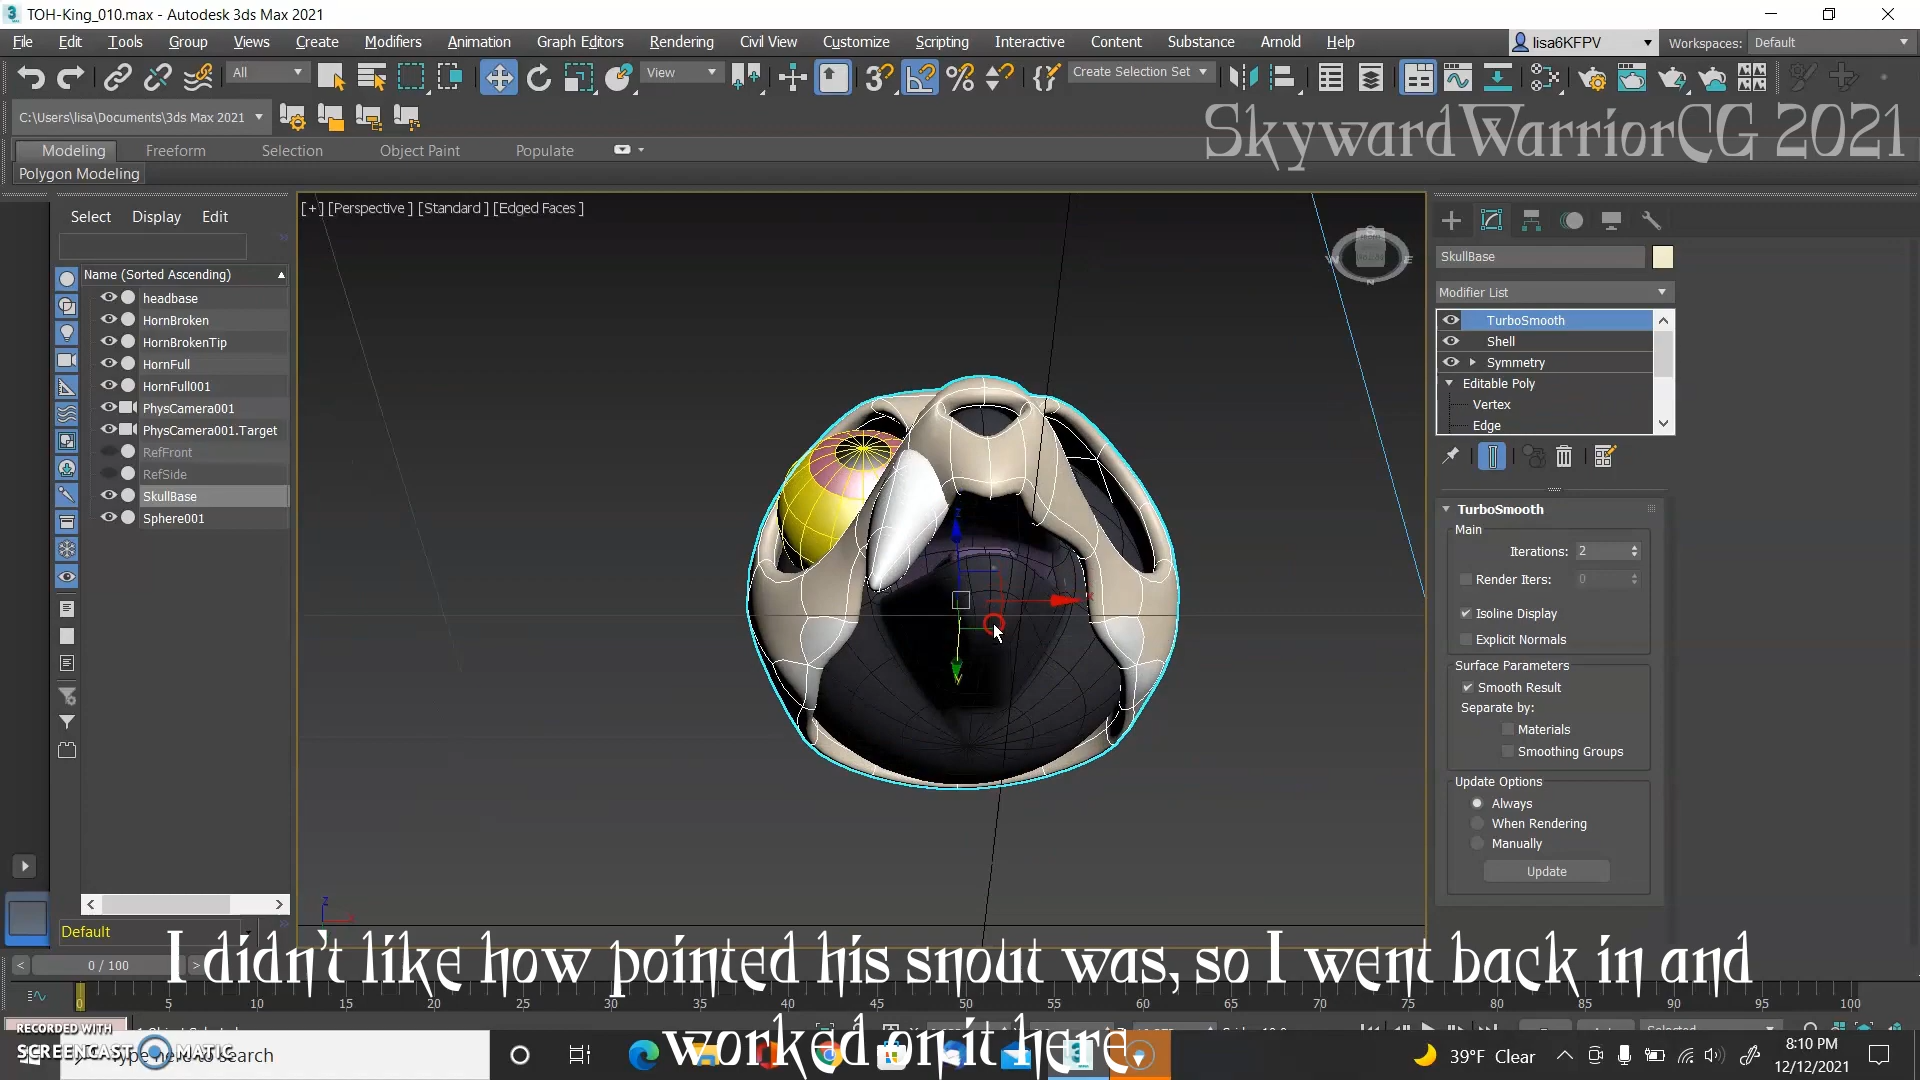 TOH-King_010.max - Autodesk 3ds Max 2021
File Edit Tools Group Views Create Modifiers Animation Graph Editors Rendering Civil View Customize Scripting Interactive Content Substance Arnold Help
lisa6KFPV Workspaces: Default
All View Create Selection Set
C:\Users\lisa\Documents\3ds Max 2021
SkywardWarriorCG 2021
Modeling Freeform Selection Object Paint Populate
Polygon Modeling
Select Display Edit
[+] [Perspective ] [Standard ] [Edged Faces ]
Name (Sorted Ascending)
headbase
HornBroken
HornBrokenTip
HornFull
HornFull001
PhysCamera001
PhysCamera001.Target
RefFront
RefSide
SkullBase
Sphere001
SkullBase
Modifier List
TurboSmooth
Shell
Symmetry
Editable Poly
Vertex
Edge
TurboSmooth
Main
Iterations: 2
Render Iters: 0
Isoline Display
Explicit Normals
Surface Parameters
Smooth Result
Separate by:
Materials
Smoothing Groups
Update Options
Always
When Rendering
Manually
Update
Default
0 / 100
I didn't like how pointed his snout was, so I went back in and
worked on it here
0 5 10 15 20 25 30 35 40 45 50 55 60 65 70 75 80 85 90 95 100
RECORDED WITH
SCREENCAST MATIC
Type here to search
39°F Clear
8:10 PM
12/12/2021